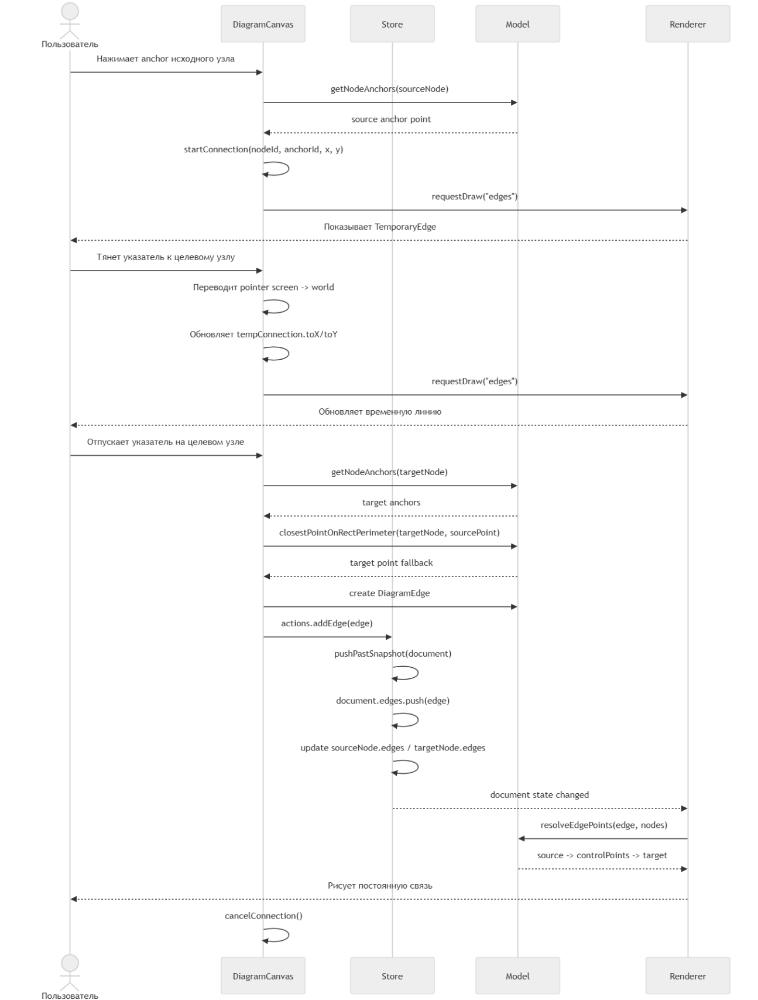 DiagramCanvas
Store
Model
Renderer
Пользователь
Нажимает anchor исходного узла
getNodeAnchors(sourceNode)
source anchor point
startConnection(nodeId, anchorId, x, y)
requestDraw("edges")
Показывает TemporaryEdge
Тянет указатель к целевому узлу
Переводит pointer screen -> world
Обновляет tempConnection.toX/toY
requestDraw("edges")
Обновляет временную линию
Отпускает указатель на целевом узле
getNodeAnchors(targetNode)
target anchors
closestPointOnRectPerimeter(targetNode, sourcePoint)
target point fallback
create DiagramEdge
actions.addEdge(edge)
pushPastSnapshot(document)
document.edges.push(edge)
update sourceNode.edges / targetNode.edges
document state changed
resolveEdgePoints(edge, nodes)
source -> controlPoints -> target
Рисует постоянную связь
cancelConnection()
DiagramCanvas
Store
Model
Renderer
Пользователь